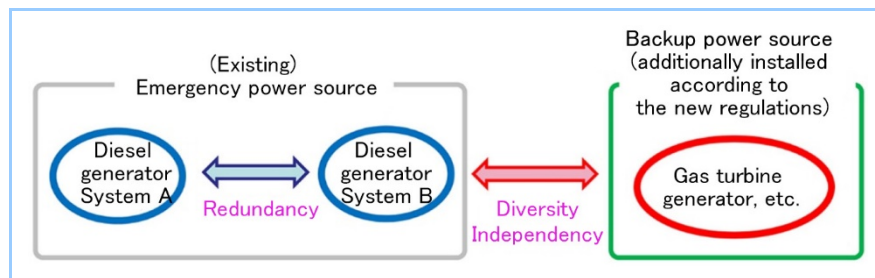 (Existing)
Emergency power source
Diesel
generator
System A
Redundancy
Diesel
generator
System B
Diversity
Independency
Backup power source
(additionally installed
according to
the new regulations)
Gas turbine
generator, etc.